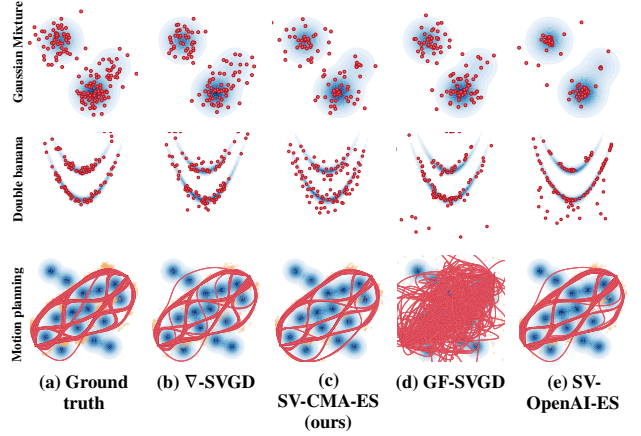 Gaussian Mixture
Double banana
Motion planning
(a) Ground
truth
(b) ∇-SVGD
(c)
SV-CMA-ES
(ours)
(d) GF-SVGD
(e) SV-
OpenAI-ES